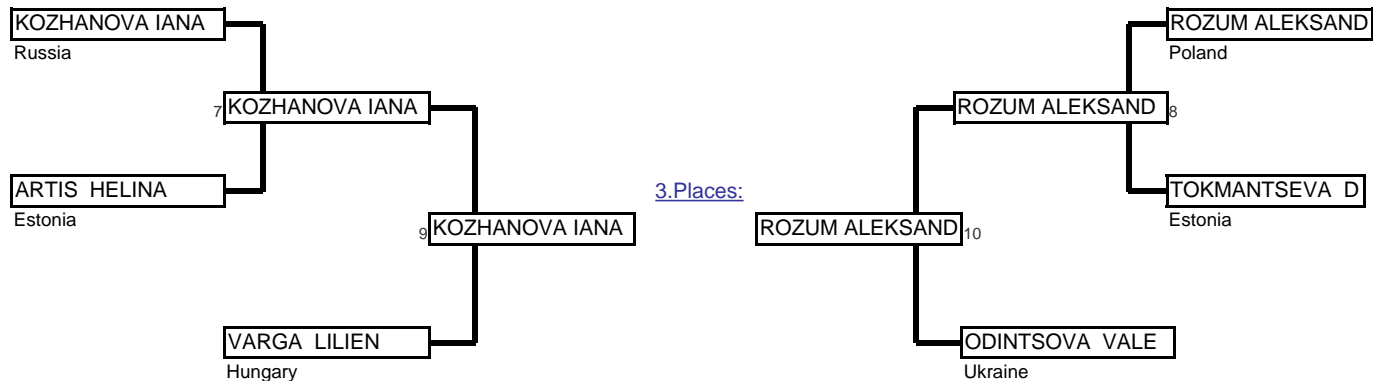 KOZHANOVA IANA
Russia
7 KOZHANOVA IANA
ARTIS HELINA
Estonia
9 KOZHANOVA IANA
VARGA LILIEN
Hungary
3.Places:
ROZUM ALEKSAND
Poland
ROZUM ALEKSAND 8
TOKMANTSEVA D
Estonia
ROZUM ALEKSAND 10
ODINTSOVA VALE
Ukraine